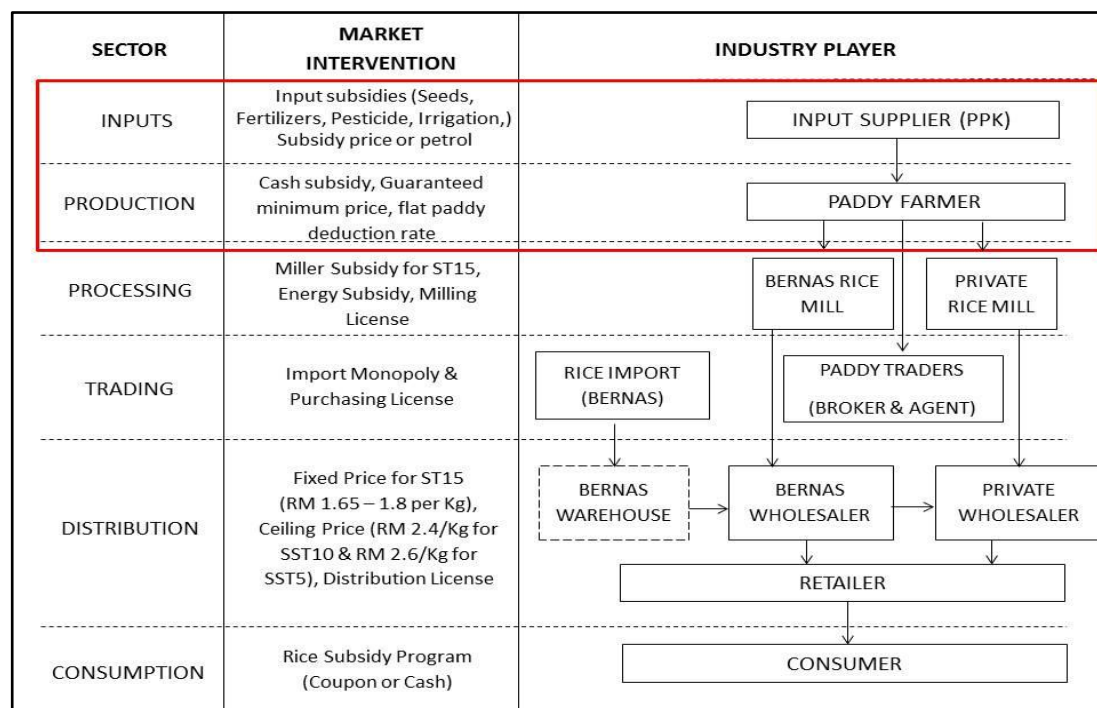 SECTOR
MARKET
INTERVENTION
INDUSTRY PLAYER
INPUTS
Input subsidies (Seeds,
Fertilizers, Pesticide, Irrigation,)
Subsidy price or petrol
INPUT SUPPLIER (PPK)
PRODUCTION
Cash subsidy, Guaranteed
minimum price, flat paddy
deduction rate
PADDY FARMER
PROCESSING
Miller Subsidy for ST15,
Energy Subsidy, Milling
License
BERNAS RICE
MILL
PRIVATE
RICE MILL
TRADING
Import Monopoly &
Purchasing License
RICE IMPORT
(BERNAS)
PADDY TRADERS
(BROKER & AGENT)
DISTRIBUTION
Fixed Price for ST15
(RM 1.65 – 1.8 per Kg),
Ceiling Price (RM 2.4/Kg for
SST10 & RM 2.6/Kg for
SST5), Distribution License
BERNAS
WAREHOUSE
BERNAS
WHOLESALER
PRIVATE
WHOLESALER
RETAILER
CONSUMPTION
Rice Subsidy Program
(Coupon or Cash)
CONSUMER